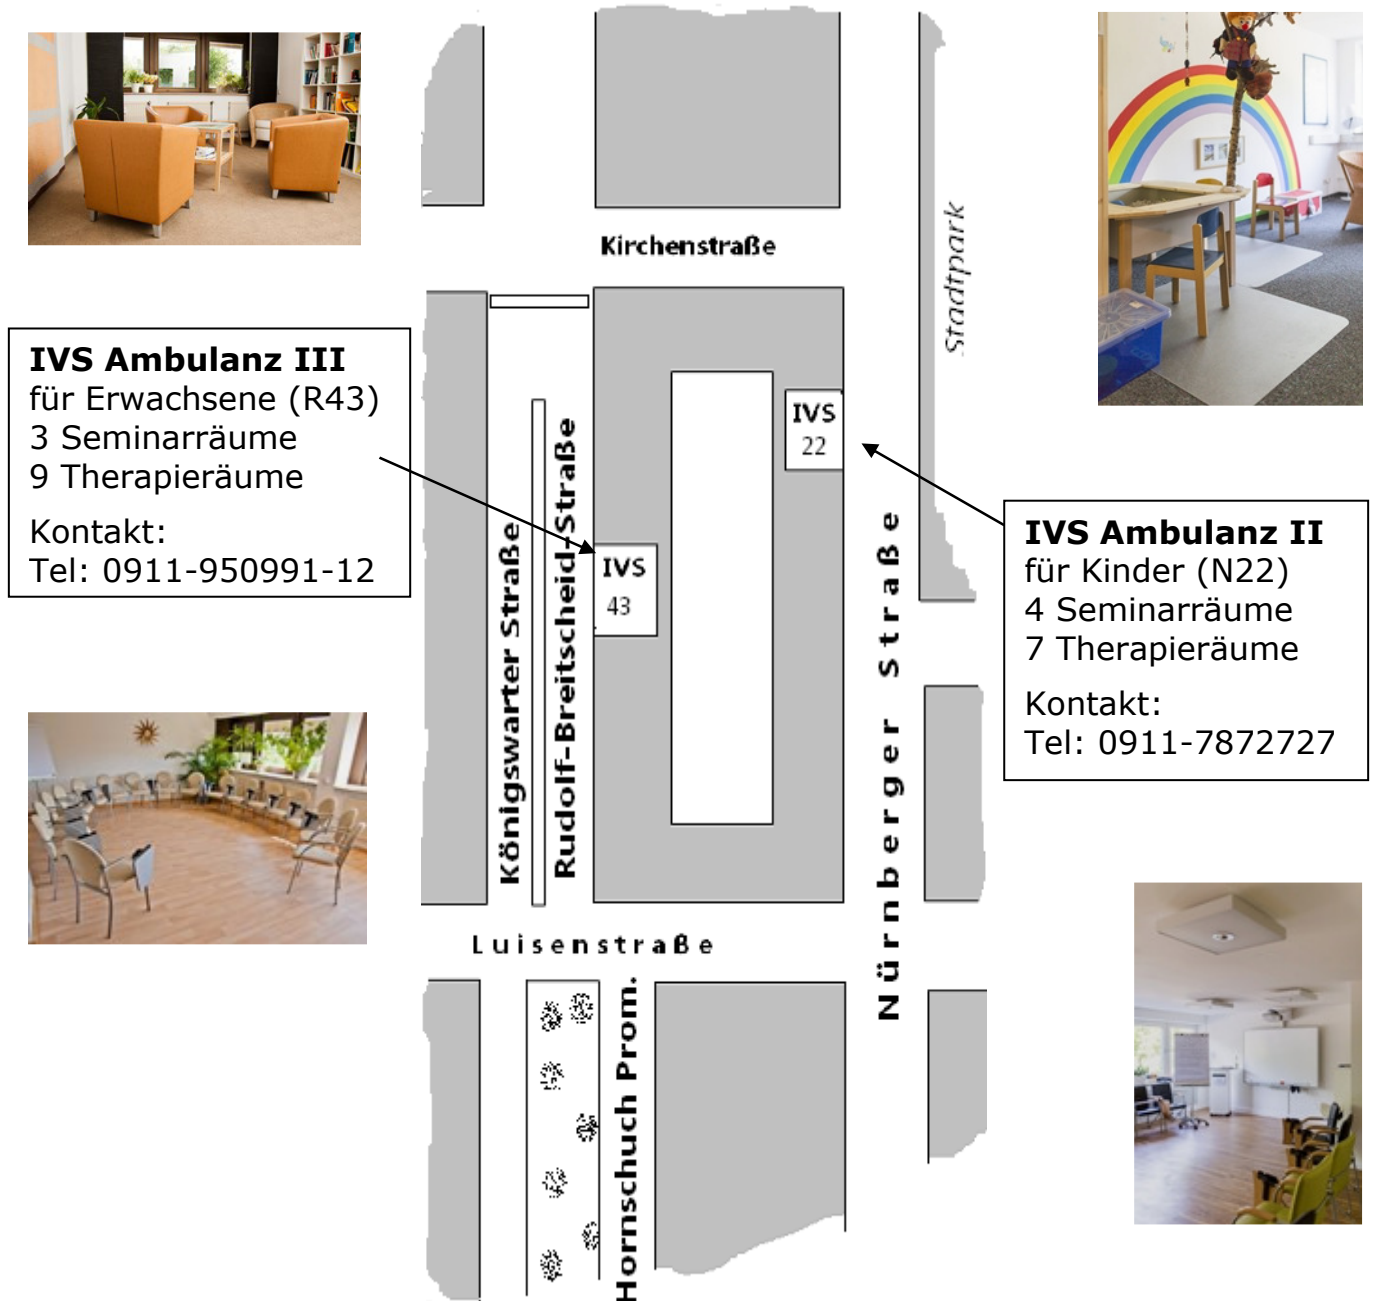 Kirchenstraße
Stadtpark
IVS Ambulanz III
für Erwachsene (R43)
3 Seminarräume
9 Therapieräume
Kontakt:
Tel: 0911-950991-12
Königswarter Straße
Rudolf-Breitscheid-Straße
IVS
43
IVS
22
Nürnberger Straße
IVS Ambulanz II
für Kinder (N22)
4 Seminarräume
7 Therapieräume
Kontakt:
Tel: 0911-7872727
Luisenstraße
Hornschuch Prom.